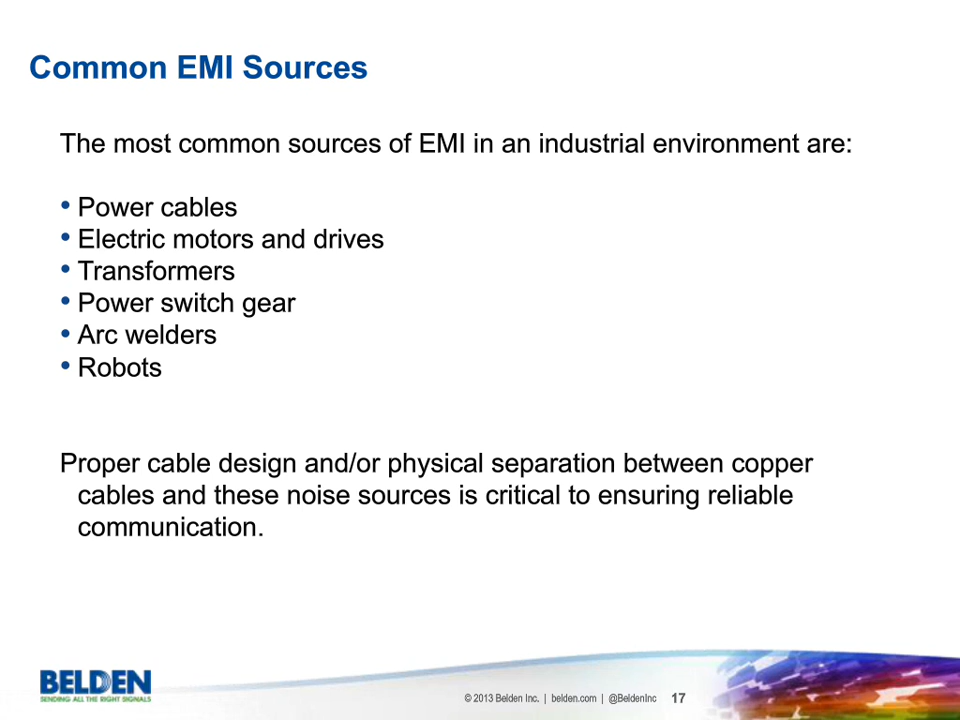 Common EMI Sources
The most common sources of EMI in an industrial environment are:
• Power cables
• Electric motors and drives
• Transformers
• Power switch gear
• Arc welders
• Robots
Proper cable design and/or physical separation between copper
cables and these noise sources is critical to ensuring reliable
communication.
BELDEN
SENDING ALL THE RIGHT SIGNALS
© 2013 Belden Inc. | belden.com | @BeldenInc 17